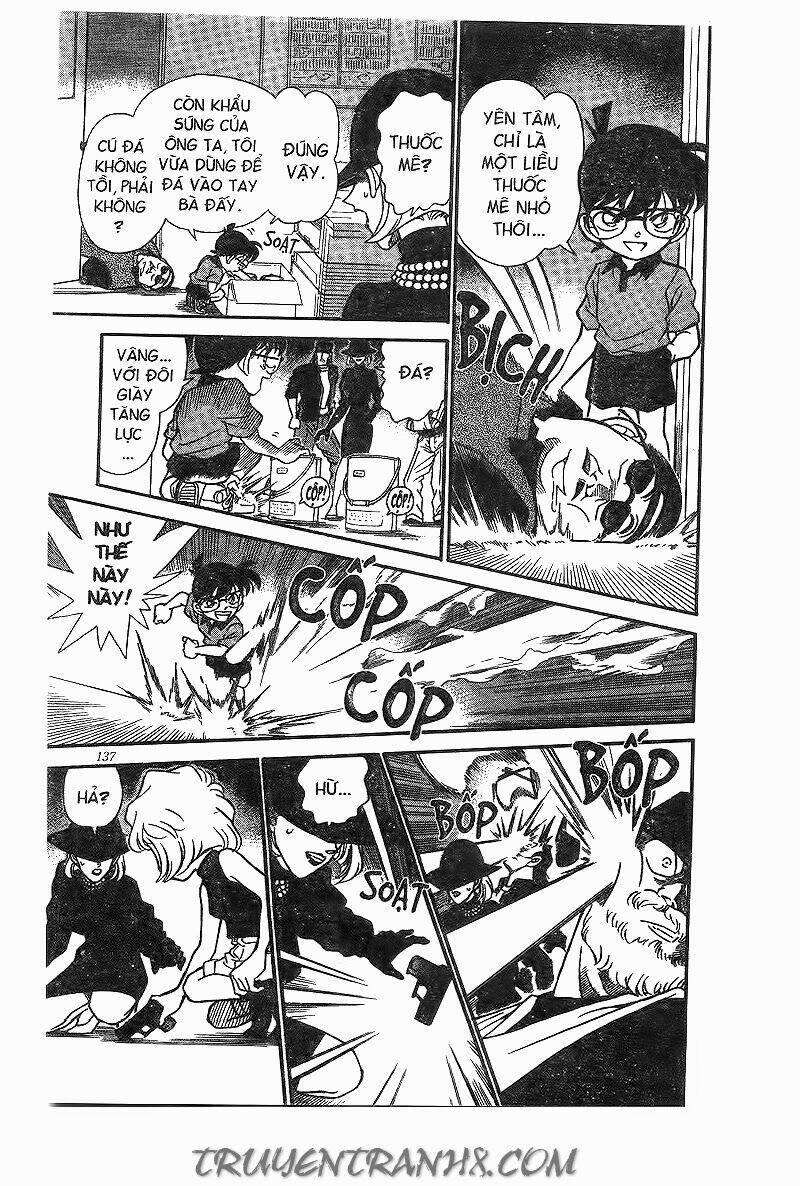 YÊN TÂM,
CHỈ LÀ
MỘT LIỀU
THUỐC
MÊ NHỎ
THÔI...
BỊCH
THUỐC
MÊ?
ĐÚNG
VẬY.
CÒN KHẨU
SỨNG CỦA
ÔNG TA, TÔI
VỪA DÙNG ĐỂ
ĐÁ VÀO TAY
BÀ ĐẤY.
CÚ ĐÁ
KHÔNG
TỒI, PHẢI
KHÔNG
?
SOẠT
ĐÁ?
VÂNG...
VỚI ĐÔI
GIÀY
TĂNG
LỰC
...
CỐP!
CỐP!
NHƯ
THẾ
NÀY
NÀY!
CỐP
CỐP
137
BỐP
BỐP
HỪ...
SOẠT
HẢ?
TRUYENTRANH8.COM